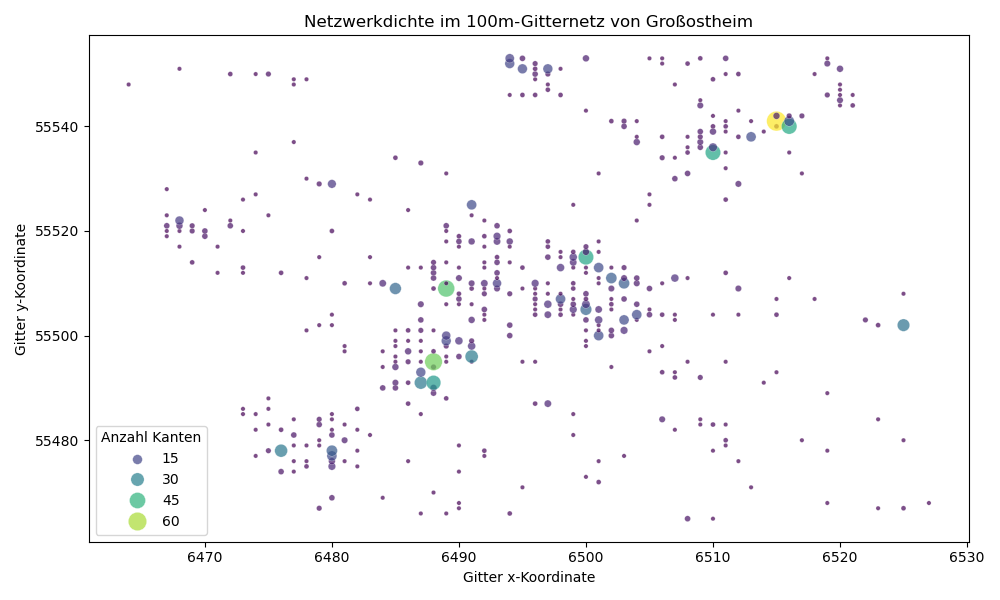 Netzwerkdichte im 100m-Gitternetz von Großostheim
Gitter y-Koordinate
55540
55520
55500
55480
Anzahl Kanten
15
30
45
60
6470 6480 6490 6500 6510 6520 6530
Gitter x-Koordinate